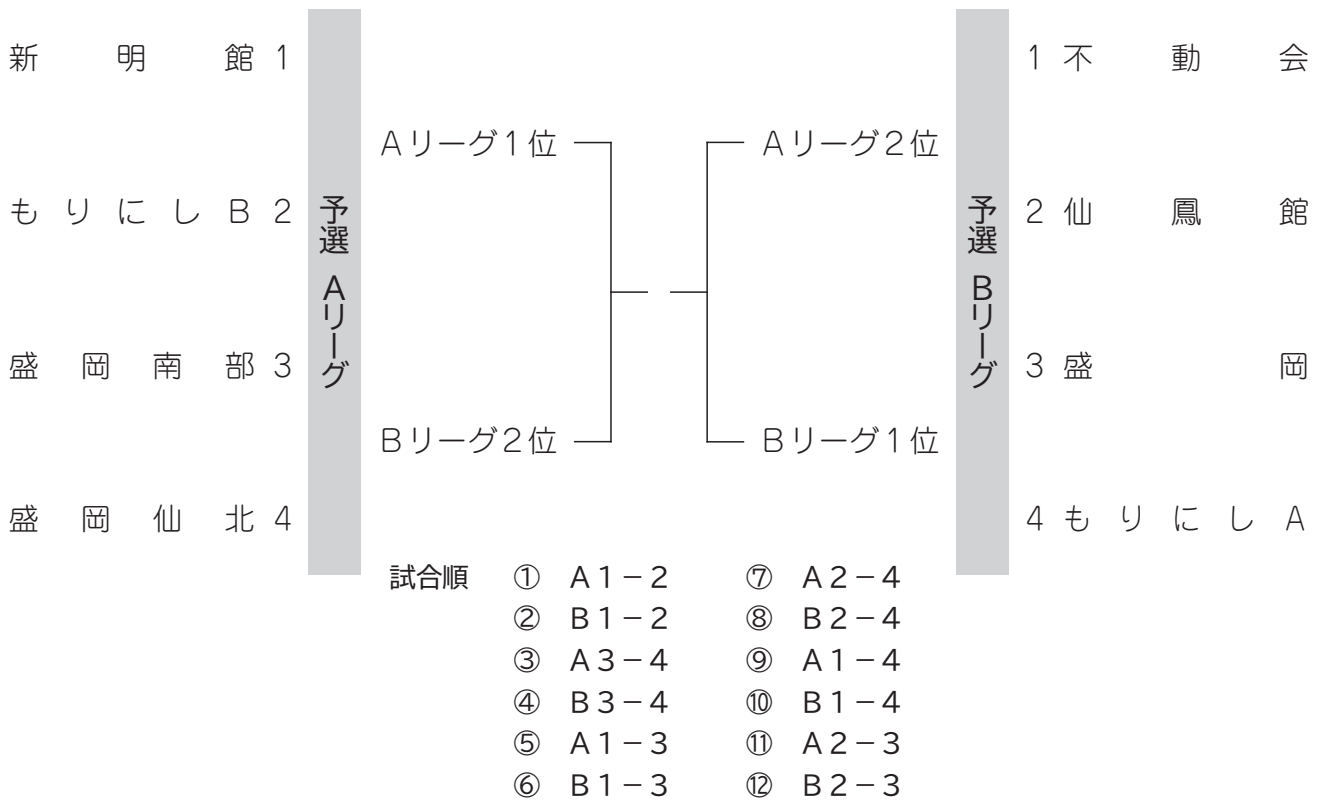 新明館 1
1 不動会
Aリーグ1位
Aリーグ2位
もりにしB 2
予選 Aリーグ
予選 Bリーグ
2 仙鳳館
盛岡南部 3
3 盛岡
Bリーグ2位
Bリーグ1位
盛岡仙北 4
4 もりにしA
試合順 ① A1－2 ⑦ A2－4
② B1－2 ⑧ B2－4
③ A3－4 ⑨ A1－4
④ B3－4 ⑩ B1－4
⑤ A1－3 ⑪ A2－3
⑥ B1－3 ⑫ B2－3